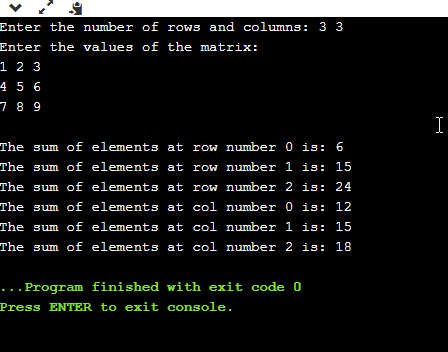 Enter the number of rows and columns: 3 3
Enter the values of the matrix:
1 2 3
4 5 6
7 8 9
The sum of elements at row number 0 is: 6
The sum of elements at row number 1 is: 15
The sum of elements at row number 2 is: 24
The sum of elements at col number 0 is: 12
The sum of elements at col number 1 is: 15
The sum of elements at col number 2 is: 18
...Program finished with exit code 0
Press ENTER to exit console.